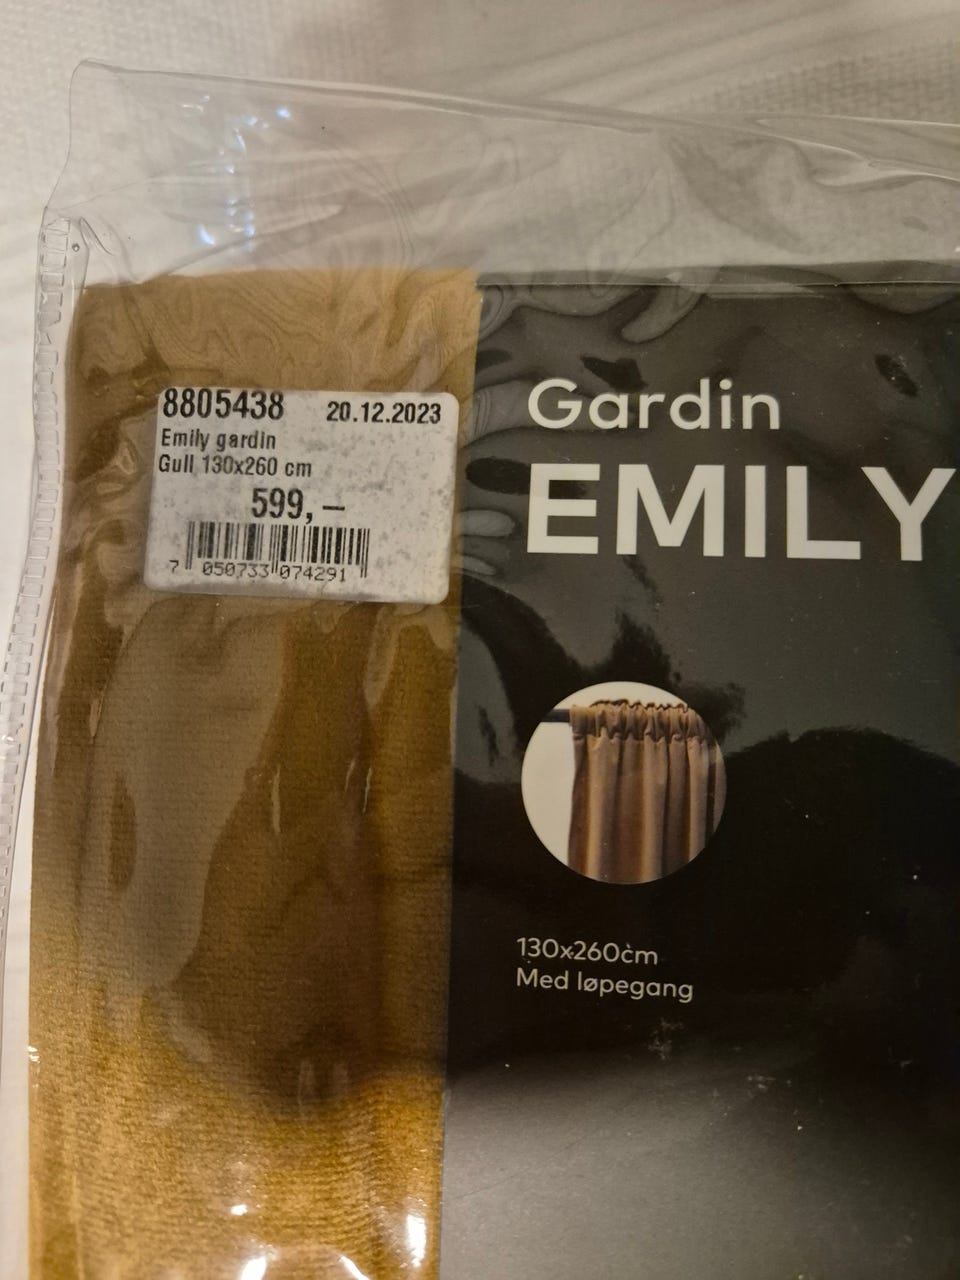 8805438 20.12.2023
Emily gardin
Gull 130x260 cm
599,–
7 050733 074291
Gardin
EMILY
130x260cm
Med løpegang